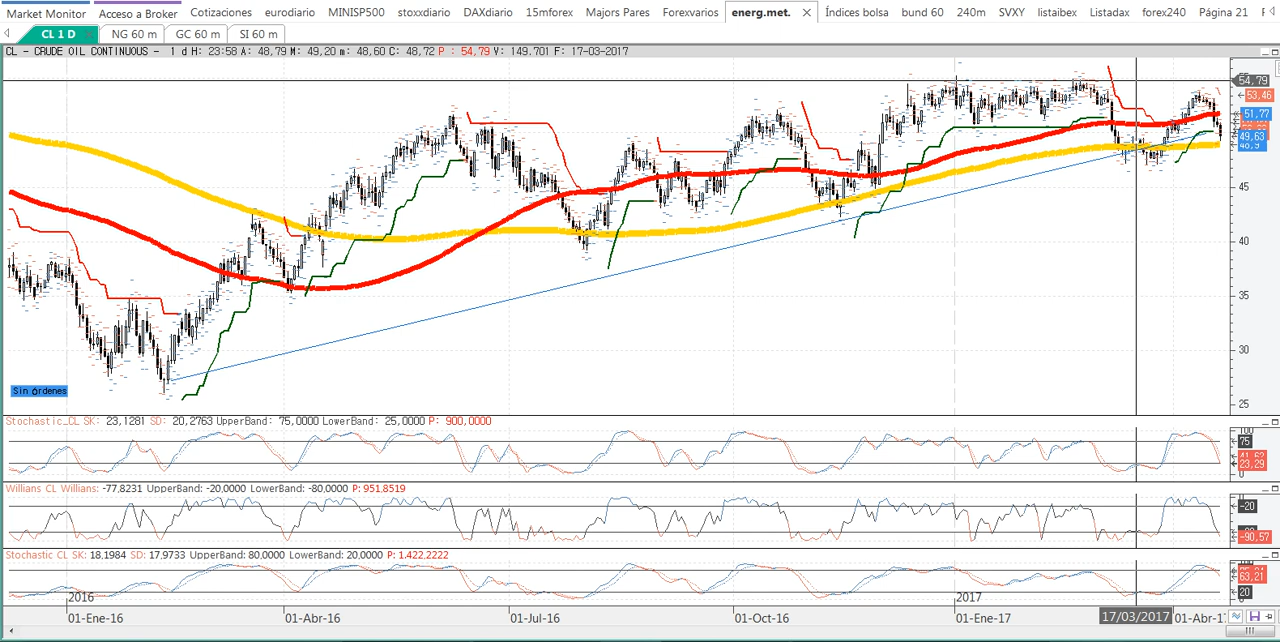 Market Monitor Acceso a Broker Cotizaciones eurodiario MINISP500 stoxxdiario DAXdiario 15mforex Majors Pares Forexvarios energ.met. Índices bolsa bund 60 240m SVXY listaibex Listadax forex240 Página 21
CL 1 D NG 60 m GC 60 m SI 60 m
CL - CRUDE OIL CONTINUOUS - 1 d H: 23:58 A: 48,79 M: 49,20 m: 48,60 C: 48,72 P : 54,79 V: 149.701 F: 17-03-2017
54,79
53,46
51,77
49,63
48,9
45
40
35
30
25
Sin órdenes
Stochastic_CL SK: 23,1281 SD: 20,2763 UpperBand: 75,0000 LowerBand: 25,0000 P: 900,0000
100
75
41,62
23,29
0
Willians CL Willians: -77,8231 UpperBand: -20,0000 LowerBand: -80,0000 P: 951,8519
0
-20
-90,57
Stochastic CL SK: 18,1984 SD: 17,9733 UpperBand: 80,0000 LowerBand: 20,0000 P: 1.422,2222
63,21
20
2016 2017
01-Ene-16 01-Abr-16 01-Jul-16 01-Oct-16 01-Ene-17 17/03/2017 01-Abr-1